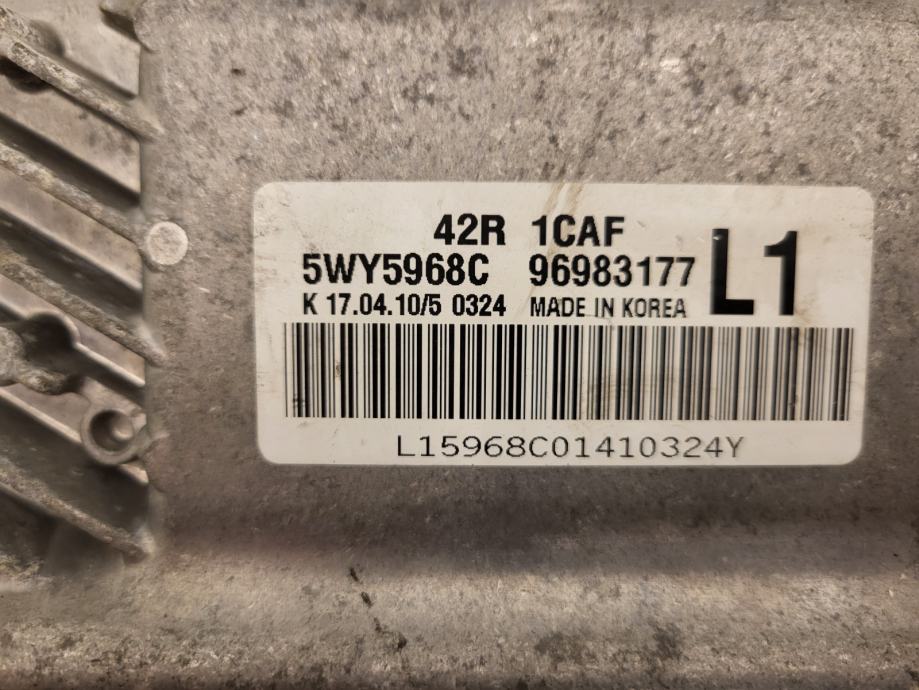 42R 1CAF
5WY5968C 96983177 L1
K 17.04.10/5 0324 MADE IN KOREA
L15968C01410324Y